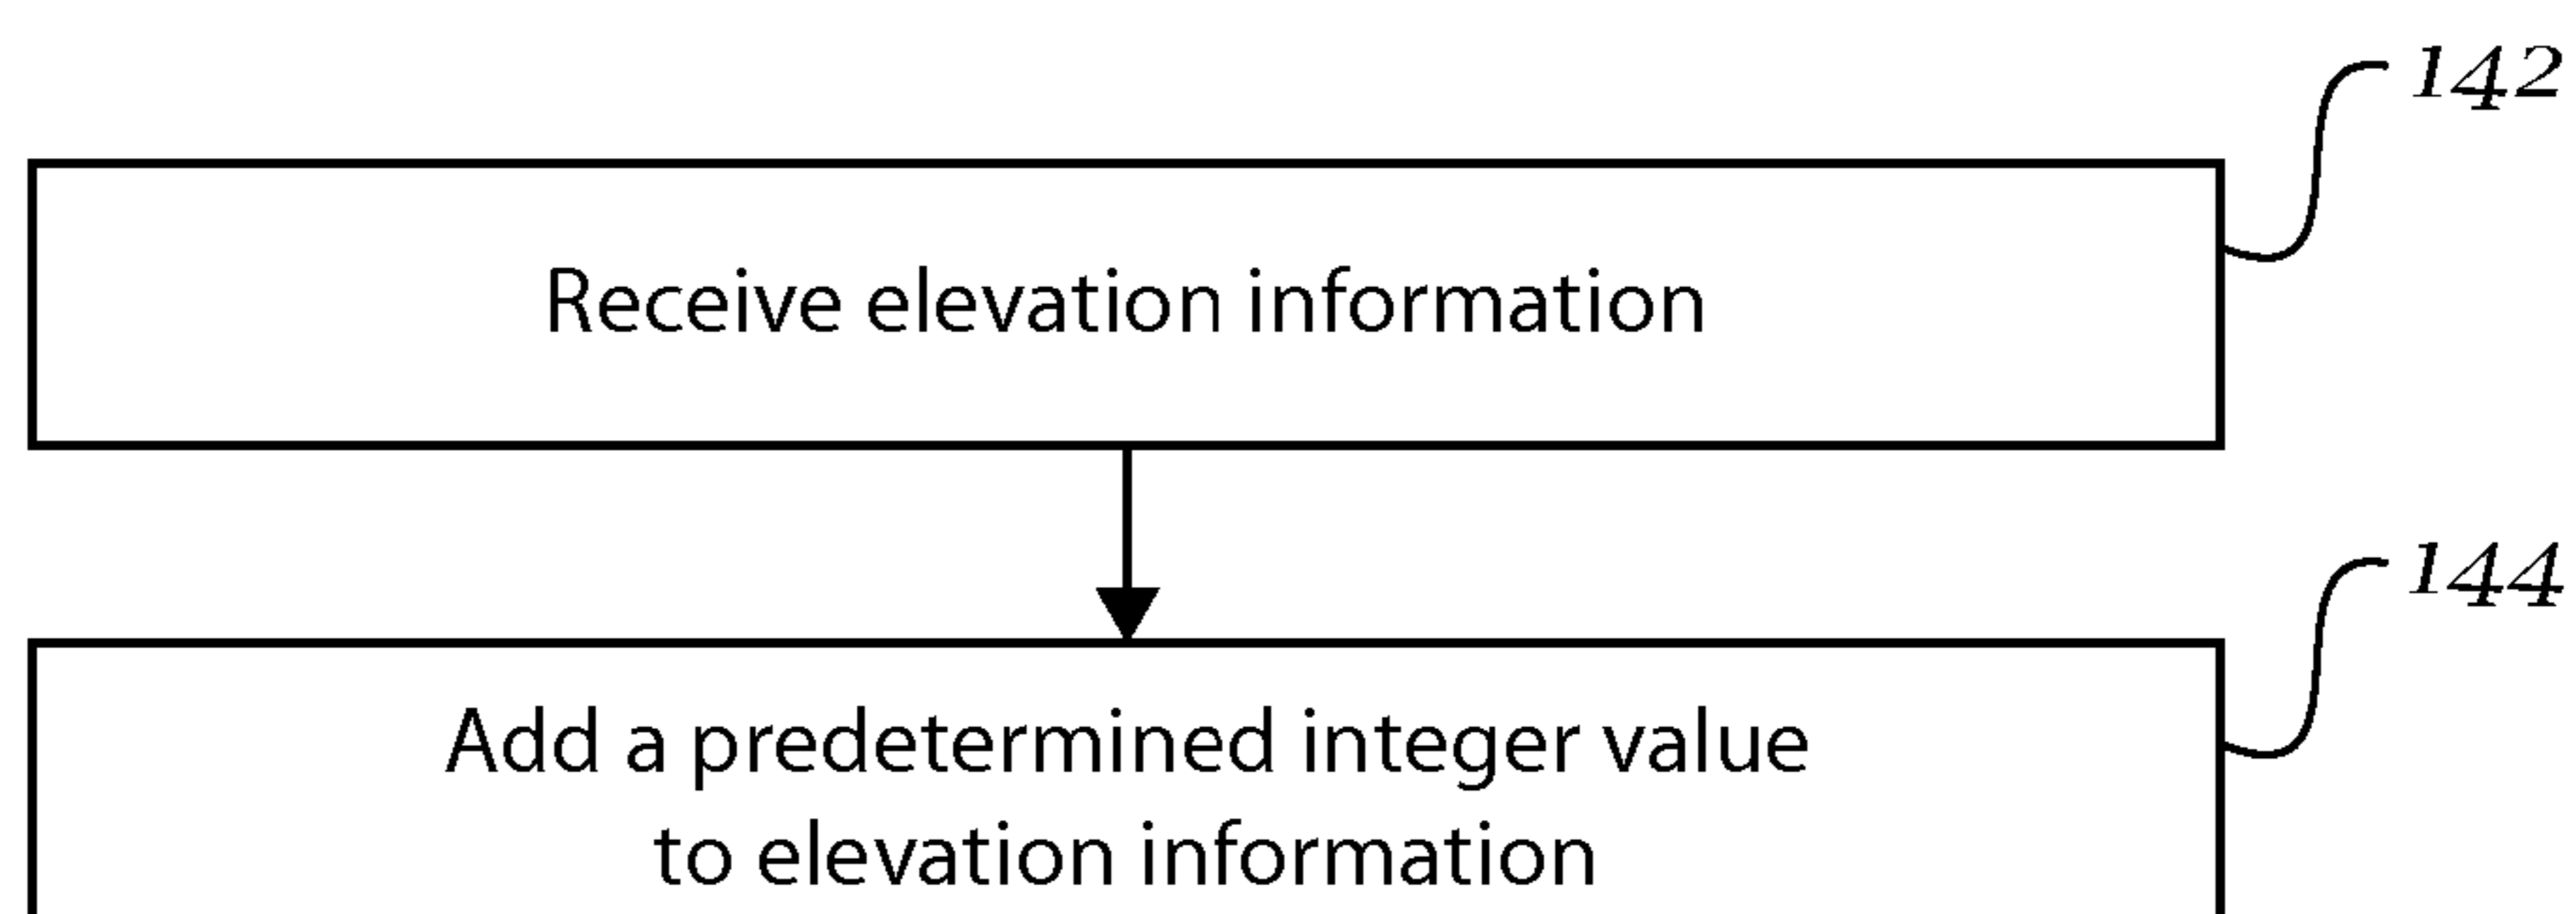 142
Receive elevation information
144
Add a predetermined integer value
to elevation information